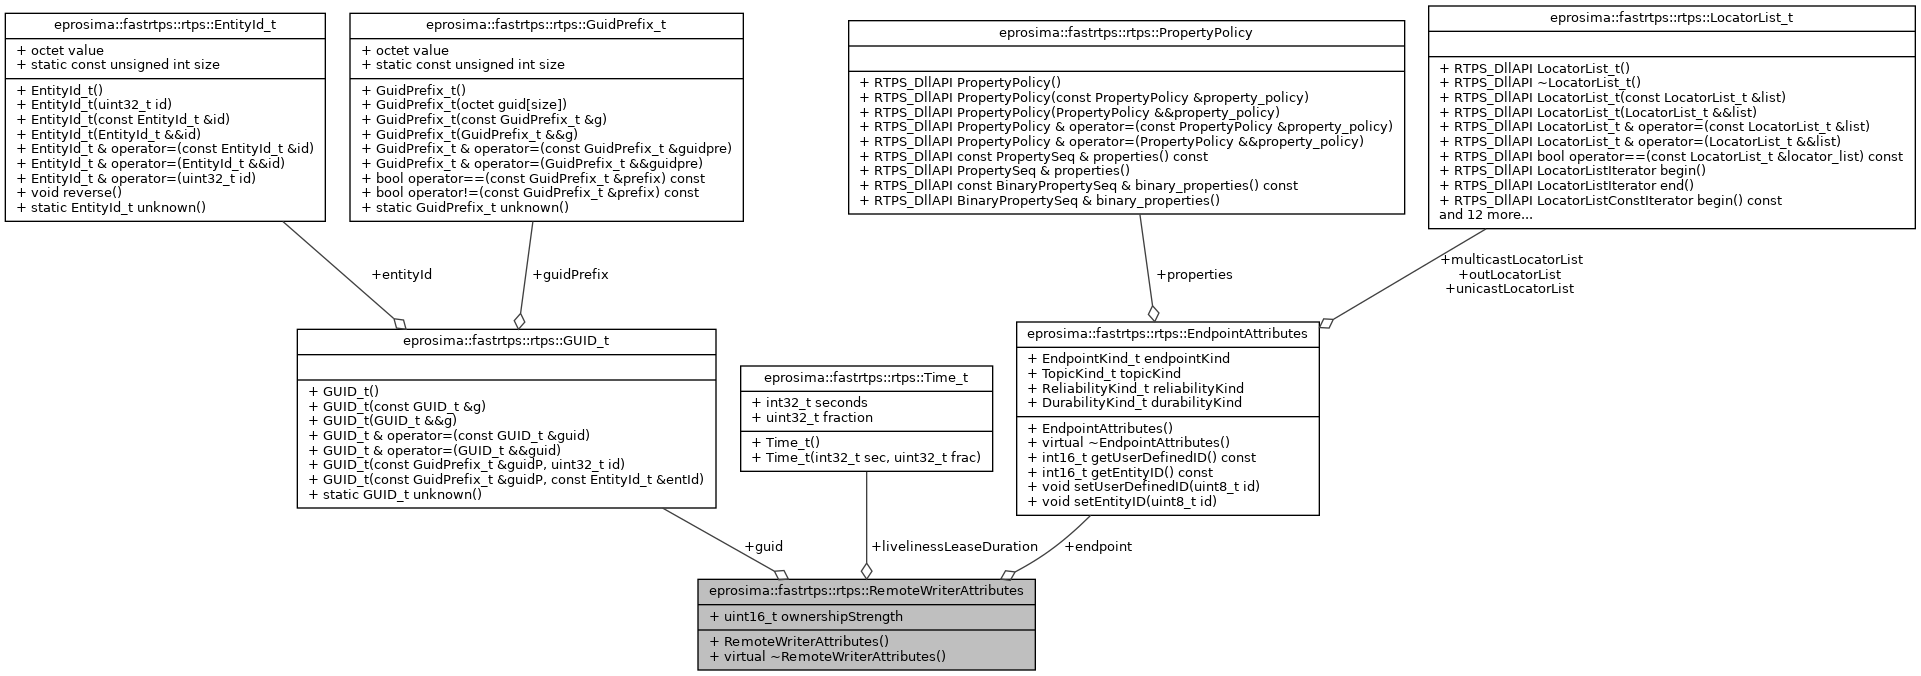 eprosima::fastrtps::rtps::EntityId_t
+ octet value
+ static const unsigned int size
+ EntityId_t()
+ EntityId_t(uint32_t id)
+ EntityId_t(const EntityId_t &id)
+ EntityId_t(EntityId_t &&id)
+ EntityId_t & operator=(const EntityId_t &id)
+ EntityId_t & operator=(EntityId_t &&id)
+ EntityId_t & operator=(uint32_t id)
+ void reverse()
+ static EntityId_t unknown()
eprosima::fastrtps::rtps::GuidPrefix_t
+ octet value
+ static const unsigned int size
+ GuidPrefix_t()
+ GuidPrefix_t(octet guid[size])
+ GuidPrefix_t(const GuidPrefix_t &g)
+ GuidPrefix_t(GuidPrefix_t &&g)
+ GuidPrefix_t & operator=(const GuidPrefix_t &guidpre)
+ GuidPrefix_t & operator=(GuidPrefix_t &&guidpre)
+ bool operator==(const GuidPrefix_t &prefix) const
+ bool operator!=(const GuidPrefix_t &prefix) const
+ static GuidPrefix_t unknown()
eprosima::fastrtps::rtps::PropertyPolicy
+ RTPS_DllAPI PropertyPolicy()
+ RTPS_DllAPI PropertyPolicy(const PropertyPolicy &property_policy)
+ RTPS_DllAPI PropertyPolicy(PropertyPolicy &&property_policy)
+ RTPS_DllAPI PropertyPolicy & operator=(const PropertyPolicy &property_policy)
+ RTPS_DllAPI PropertyPolicy & operator=(PropertyPolicy &&property_policy)
+ RTPS_DllAPI const PropertySeq & properties() const
+ RTPS_DllAPI PropertySeq & properties()
+ RTPS_DllAPI const BinaryPropertySeq & binary_properties() const
+ RTPS_DllAPI BinaryPropertySeq & binary_properties()
eprosima::fastrtps::rtps::LocatorList_t
+ RTPS_DllAPI LocatorList_t()
+ RTPS_DllAPI ~LocatorList_t()
+ RTPS_DllAPI LocatorList_t(const LocatorList_t &list)
+ RTPS_DllAPI LocatorList_t(LocatorList_t &&list)
+ RTPS_DllAPI LocatorList_t & operator=(const LocatorList_t &list)
+ RTPS_DllAPI LocatorList_t & operator=(LocatorList_t &&list)
+ RTPS_DllAPI bool operator==(const LocatorList_t &locator_list) const
+ RTPS_DllAPI LocatorListIterator begin()
+ RTPS_DllAPI LocatorListIterator end()
+ RTPS_DllAPI LocatorListConstIterator begin() const
and 12 more...
+entityId
+guidPrefix
+properties
+multicastLocatorList
+outLocatorList
+unicastLocatorList
eprosima::fastrtps::rtps::GUID_t
+ GUID_t()
+ GUID_t(const GUID_t &g)
+ GUID_t(GUID_t &&g)
+ GUID_t & operator=(const GUID_t &guid)
+ GUID_t & operator=(GUID_t &&guid)
+ GUID_t(const GuidPrefix_t &guidP, uint32_t id)
+ GUID_t(const GuidPrefix_t &guidP, const EntityId_t &entId)
+ static GUID_t unknown()
eprosima::fastrtps::rtps::Time_t
+ int32_t seconds
+ uint32_t fraction
+ Time_t()
+ Time_t(int32_t sec, uint32_t frac)
eprosima::fastrtps::rtps::EndpointAttributes
+ EndpointKind_t endpointKind
+ TopicKind_t topicKind
+ ReliabilityKind_t reliabilityKind
+ DurabilityKind_t durabilityKind
+ EndpointAttributes()
+ virtual ~EndpointAttributes()
+ int16_t getUserDefinedID() const
+ int16_t getEntityID() const
+ void setUserDefinedID(uint8_t id)
+ void setEntityID(uint8_t id)
+guid
+livelinessLeaseDuration
+endpoint
eprosima::fastrtps::rtps::RemoteWriterAttributes
+ uint16_t ownershipStrength
+ RemoteWriterAttributes()
+ virtual ~RemoteWriterAttributes()